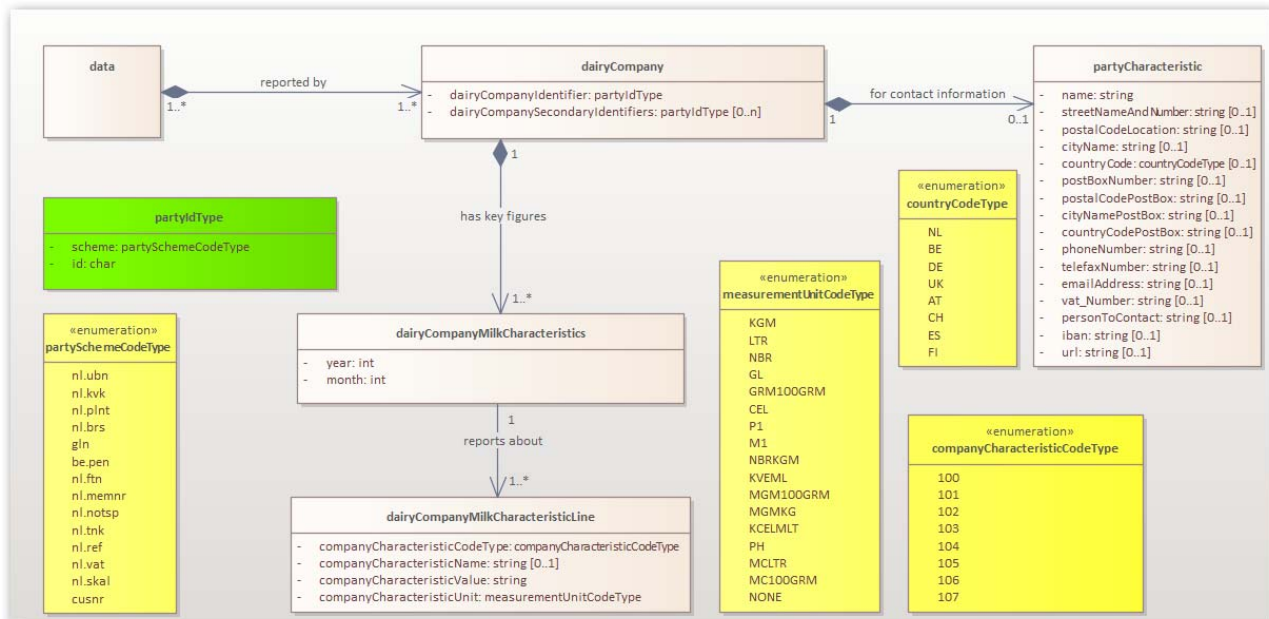 data
reported by
1..*
1..*
dairyCompany
- dairyCompanyIdentifier: partyIdType
- dairyCompanySecondaryIdentifiers: partyIdType [0..n]
1
for contact information
0..1
partyCharacteristic
- name: string
- streetNameAndNumber: string [0..1]
- postalCodeLocation: string [0..1]
- cityName: string [0..1]
- countryCode: countryCodeType [0..1]
- postBoxNumber: string [0..1]
- postalCodePostBox: string [0..1]
- cityNamePostBox: string [0..1]
- countryCodePostBox: string [0..1]
- phoneNumber: string [0..1]
- telefaxNumber: string [0..1]
- emailAddress: string [0..1]
- vat_Number: string [0..1]
- personToContact: string [0..1]
- iban: string [0..1]
- url: string [0..1]
1
has key figures
1..*
partyIdType
- scheme: partySchemeCodeType
- id: char
«enumeration»
countryCodeType
NL
BE
DE
UK
AT
CH
ES
FI
«enumeration»
partySchemeCodeType
nl.ubn
nl.kvk
nl.plnt
nl.brs
gln
be.pen
nl.ftn
nl.memnr
nl.notsp
nl.tnk
nl.ref
nl.vat
nl.skal
cusnr
dairyCompanyMilkCharacteristics
- year: int
- month: int
1
reports about
1..*
dairyCompanyMilkCharacteristicLine
- companyCharacteristicCodeType: companyCharacteristicCodeType
- companyCharacteristicName: string [0..1]
- companyCharacteristicValue: string
- companyCharacteristicUnit: measurementUnitCodeType
«enumeration»
measurementUnitCodeType
KGM
LTR
NBR
GL
GRM100GRM
CEL
P1
M1
NBRKGM
KVEML
MGM100GRM
MGMKG
KCELMLT
PH
MCLTR
MC100GRM
NONE
«enumeration»
companyCharacteristicCodeType
100
101
102
103
104
105
106
107